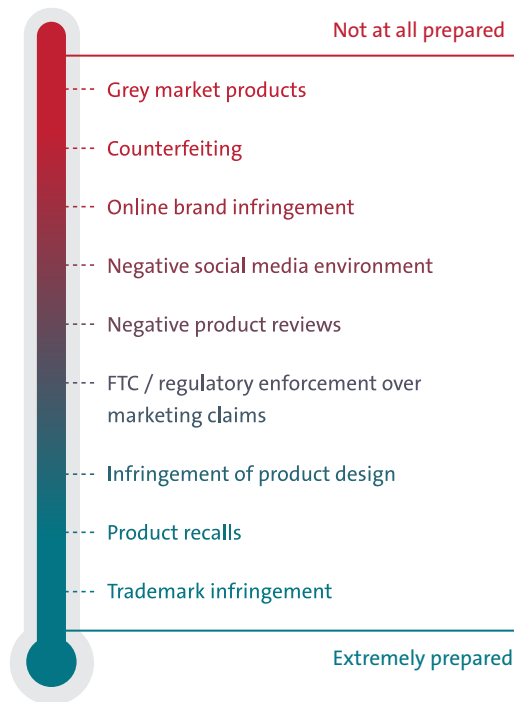 Not at all prepared
Grey market products
Counterfeiting
Online brand infringement
Negative social media environment
Negative product reviews
FTC / regulatory enforcement over
marketing claims
Infringement of product design
Product recalls
Trademark infringement
Extremely prepared